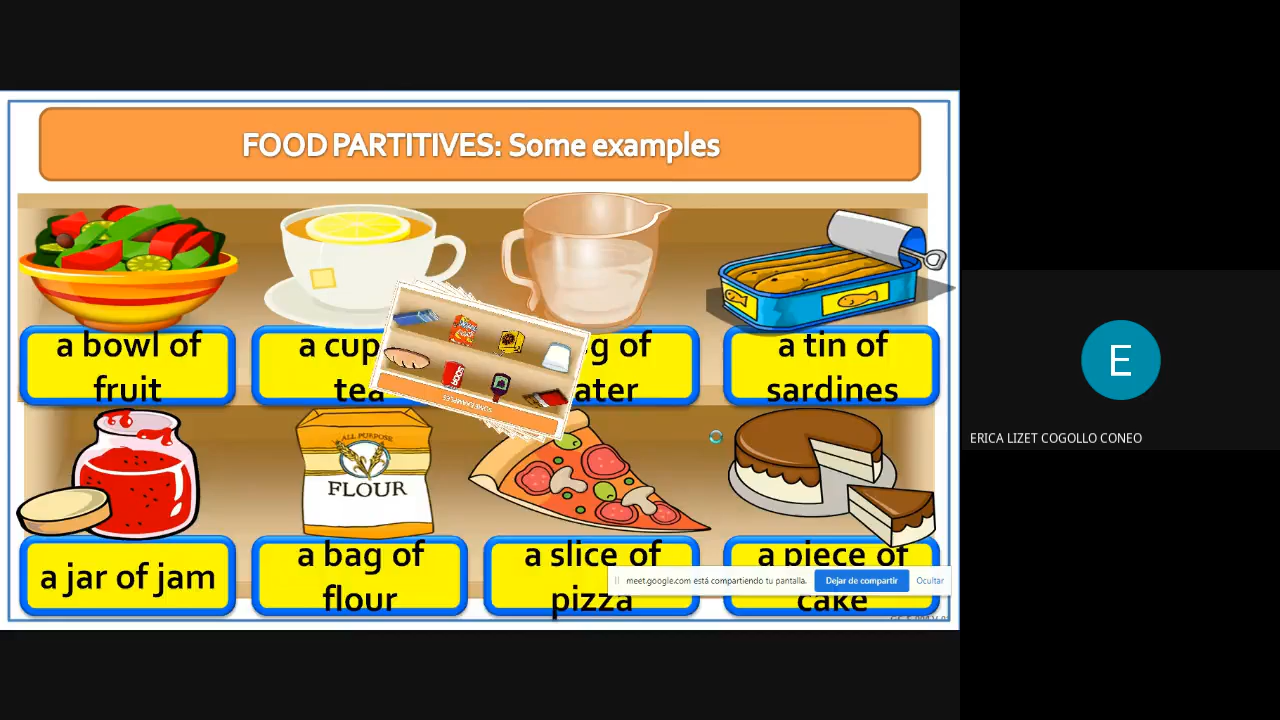 FOOD PARTITIVES: Some examples
a bowl of
fruit
a cup
tea
g of
ater
a tin of
sardines
ALL PURPOSE
FLOUR
a jar of jam
a bag of
flour
a slice of
pizza
a piece of
cake
SOME EXAMPLES
meet.google.com está compartiendo tu pantalla.
Dejar de compartir
Ocultar
E
ERICA LIZET COGOLLO CONEO